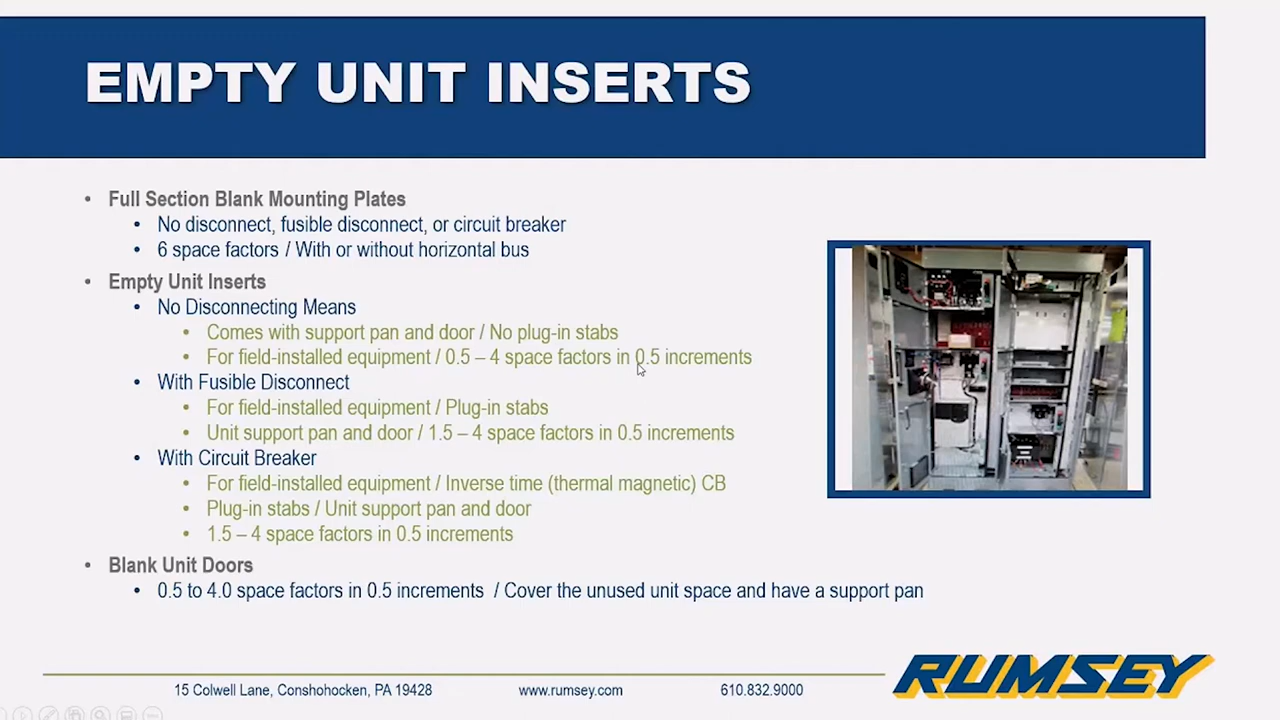 EMPTY UNIT INSERTS
• Full Section Blank Mounting Plates
• No disconnect, fusible disconnect, or circuit breaker
• 6 space factors / With or without horizontal bus
• Empty Unit Inserts
• No Disconnecting Means
• Comes with support pan and door / No plug-in stabs
• For field-installed equipment / 0.5 – 4 space factors in 0.5 increments
• With Fusible Disconnect
• For field-installed equipment / Plug-in stabs
• Unit support pan and door / 1.5 – 4 space factors in 0.5 increments
• With Circuit Breaker
• For field-installed equipment / Inverse time (thermal magnetic) CB
• Plug-in stabs / Unit support pan and door
• 1.5 – 4 space factors in 0.5 increments
• Blank Unit Doors
• 0.5 to 4.0 space factors in 0.5 increments / Cover the unused unit space and have a support pan
15 Colwell Lane, Conshohocken, PA 19428 www.rumsey.com 610.832.9000
RUMSEY